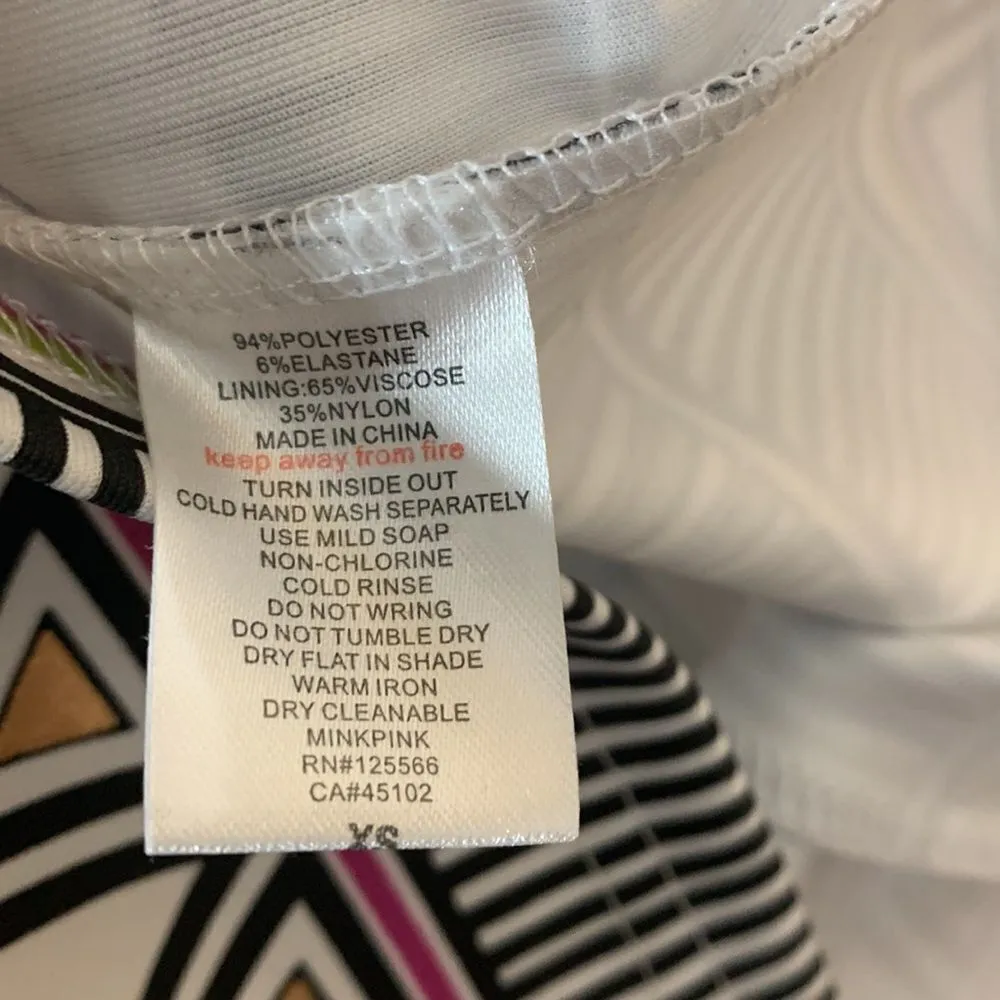 94%POLYESTER
6%ELASTANE
LINING:65%VISCOSE
35%NYLON
MADE IN CHINA
keep away from fire
TURN INSIDE OUT
COLD HAND WASH SEPARATELY
USE MILD SOAP
NON-CHLORINE
COLD RINSE
DO NOT WRING
DO NOT TUMBLE DRY
DRY FLAT IN SHADE
WARM IRON
DRY CLEANABLE
MINKPINK
RN#125566
CA#45102
XS